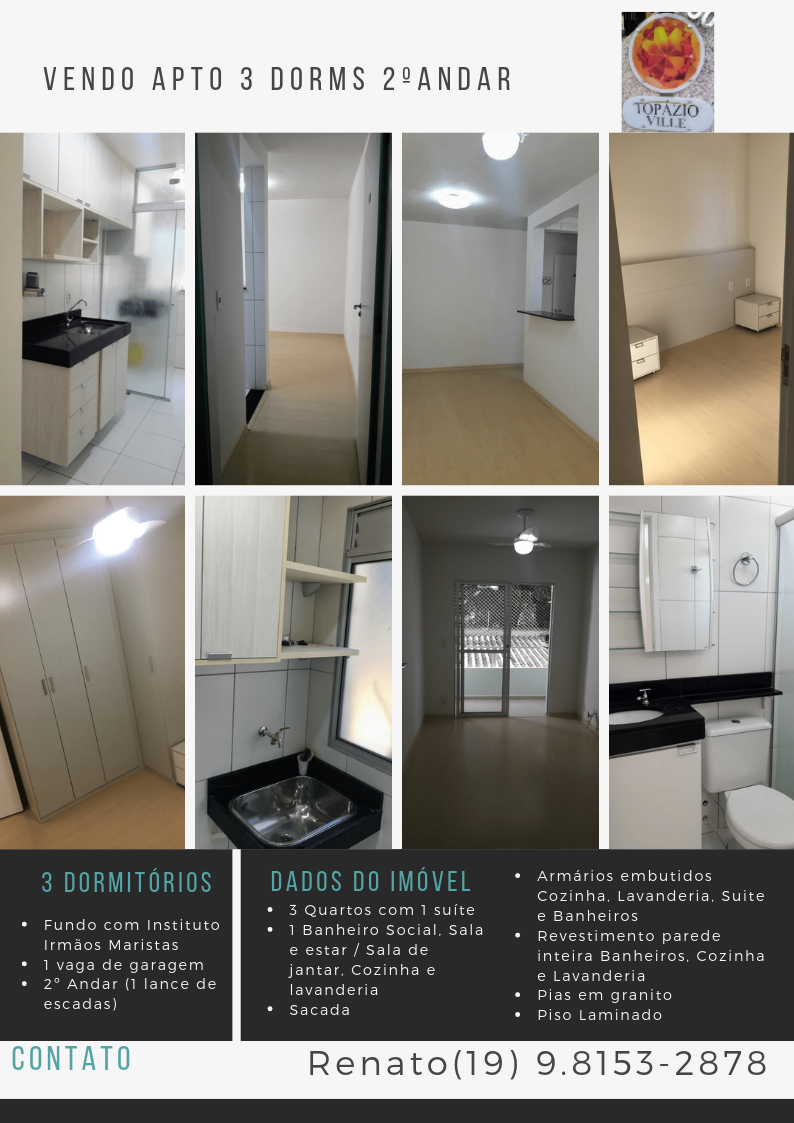 VENDO APTO 3 DORMS 2ºANDAR
TOPÁZIO
VILLE
3 DORMITÓRIOS
• Fundo com Instituto
Irmãos Maristas
• 1 vaga de garagem
• 2º Andar (1 lance de
escadas)
DADOS DO IMÓVEL
• 3 Quartos com 1 suíte
• 1 Banheiro Social, Sala
e estar / Sala de
jantar, Cozinha e
lavanderia
• Sacada
• Armários embutidos
Cozinha, Lavanderia, Suite
e Banheiros
• Revestimento parede
inteira Banheiros, Cozinha
e Lavanderia
• Pias em granito
• Piso Laminado
CONTATO
Renato(19) 9.8153-2878